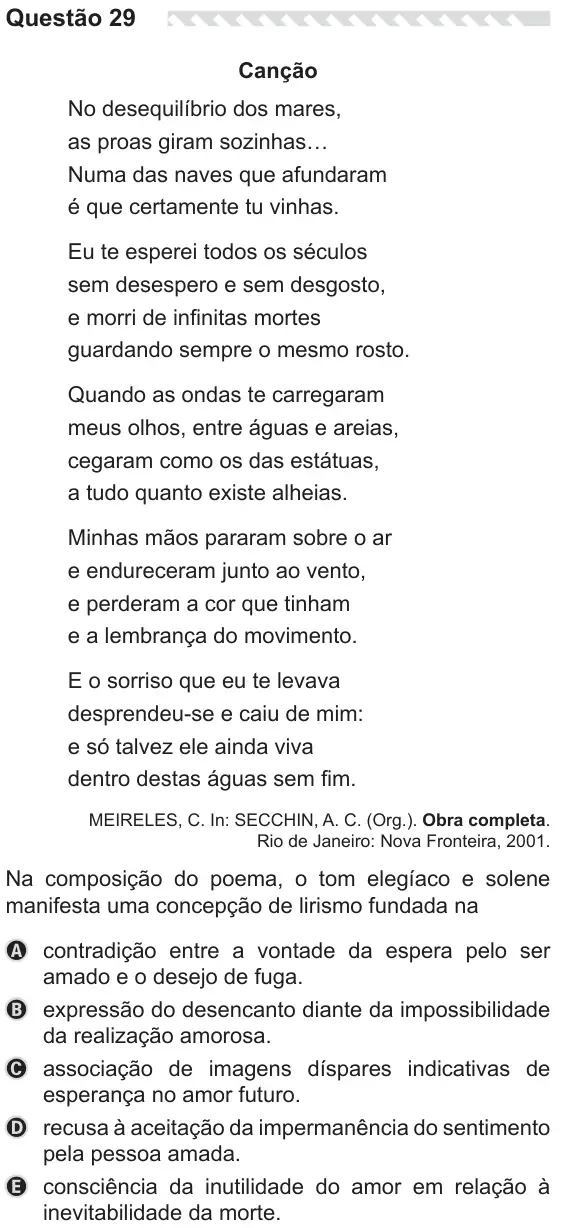 Questão 29
Canção
No desequilíbrio dos mares,
as proas giram sozinhas…
Numa das naves que afundaram
é que certamente tu vinhas.
Eu te esperei todos os séculos
sem desespero e sem desgosto,
e morri de infinitas mortes
guardando sempre o mesmo rosto.
Quando as ondas te carregaram
meus olhos, entre águas e areias,
cegaram como os das estátuas,
a tudo quanto existe alheias.
Minhas mãos pararam sobre o ar
e endureceram junto ao vento,
e perderam a cor que tinham
e a lembrança do movimento.
E o sorriso que eu te levava
desprendeu-se e caiu de mim:
e só talvez ele ainda viva
dentro destas águas sem fim.
MEIRELES, C. In: SECCHIN, A. C. (Org.). Obra completa.
Rio de Janeiro: Nova Fronteira, 2001.
Na composição do poema, o tom elegíaco e solene
manifesta uma concepção de lirismo fundada na
A contradição entre a vontade da espera pelo ser
amado e o desejo de fuga.
B expressão do desencanto diante da impossibilidade
da realização amorosa.
C associação de imagens díspares indicativas de
esperança no amor futuro.
D recusa à aceitação da impermanência do sentimento
pela pessoa amada.
E consciência da inutilidade do amor em relação à
inevitabilidade da morte.